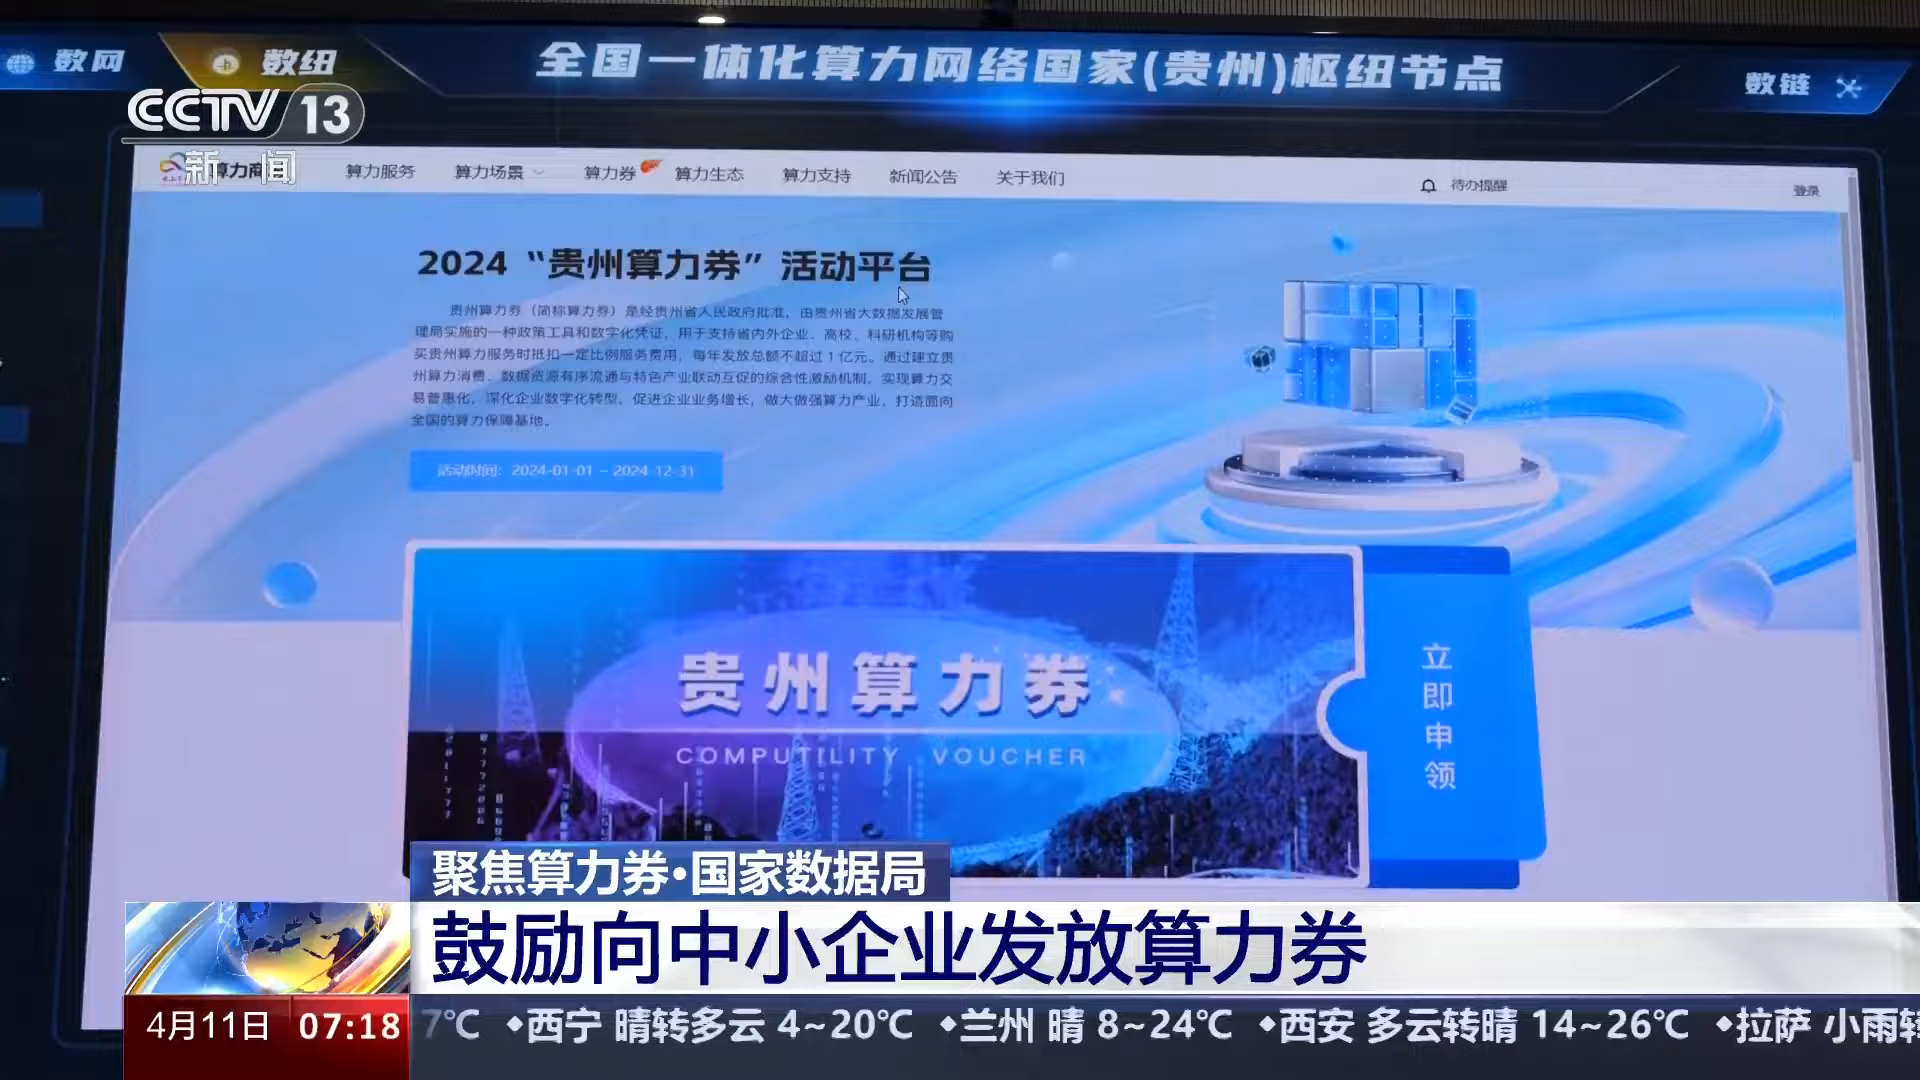 数网
数纽
全国一体化算力网络国家(贵州)枢纽节点
数链
CCTV 13
新闻
算力商
算力服务
算力场景
算力券
算力生态
算力支持
新闻公告
关于我们
待办提醒
登录
2024“贵州算力券”活动平台
贵州算力券（简称算力券）是经贵州省人民政府批准，由贵州省大数据发展管
理局实施的一种政策工具和数字化凭证，用于支持省内外企业、高校、科研机构等购
买贵州算力服务时抵扣一定比例服务费用，每年发放总额不超过1亿元。通过建立贵
州算力消费、数据资源有序流通与特色产业联动互促的综合性激励机制，实现算力交
易普惠化，深化企业数字化转型、促进企业业务增长，做大做强算力产业，打造面向
全国的算力保障基地。
活动时间：2024-01-01 - 2024-12-31
贵州算力券
COMPUTILITY VOUCHER
立即申领
聚焦算力券·国家数据局
鼓励向中小企业发放算力券
4月11日 07:18
7℃ ◆西宁 晴转多云 4~20℃ ◆兰州 晴 8~24℃ ◆西安 多云转晴 14~26℃ ◆拉萨 小雨转